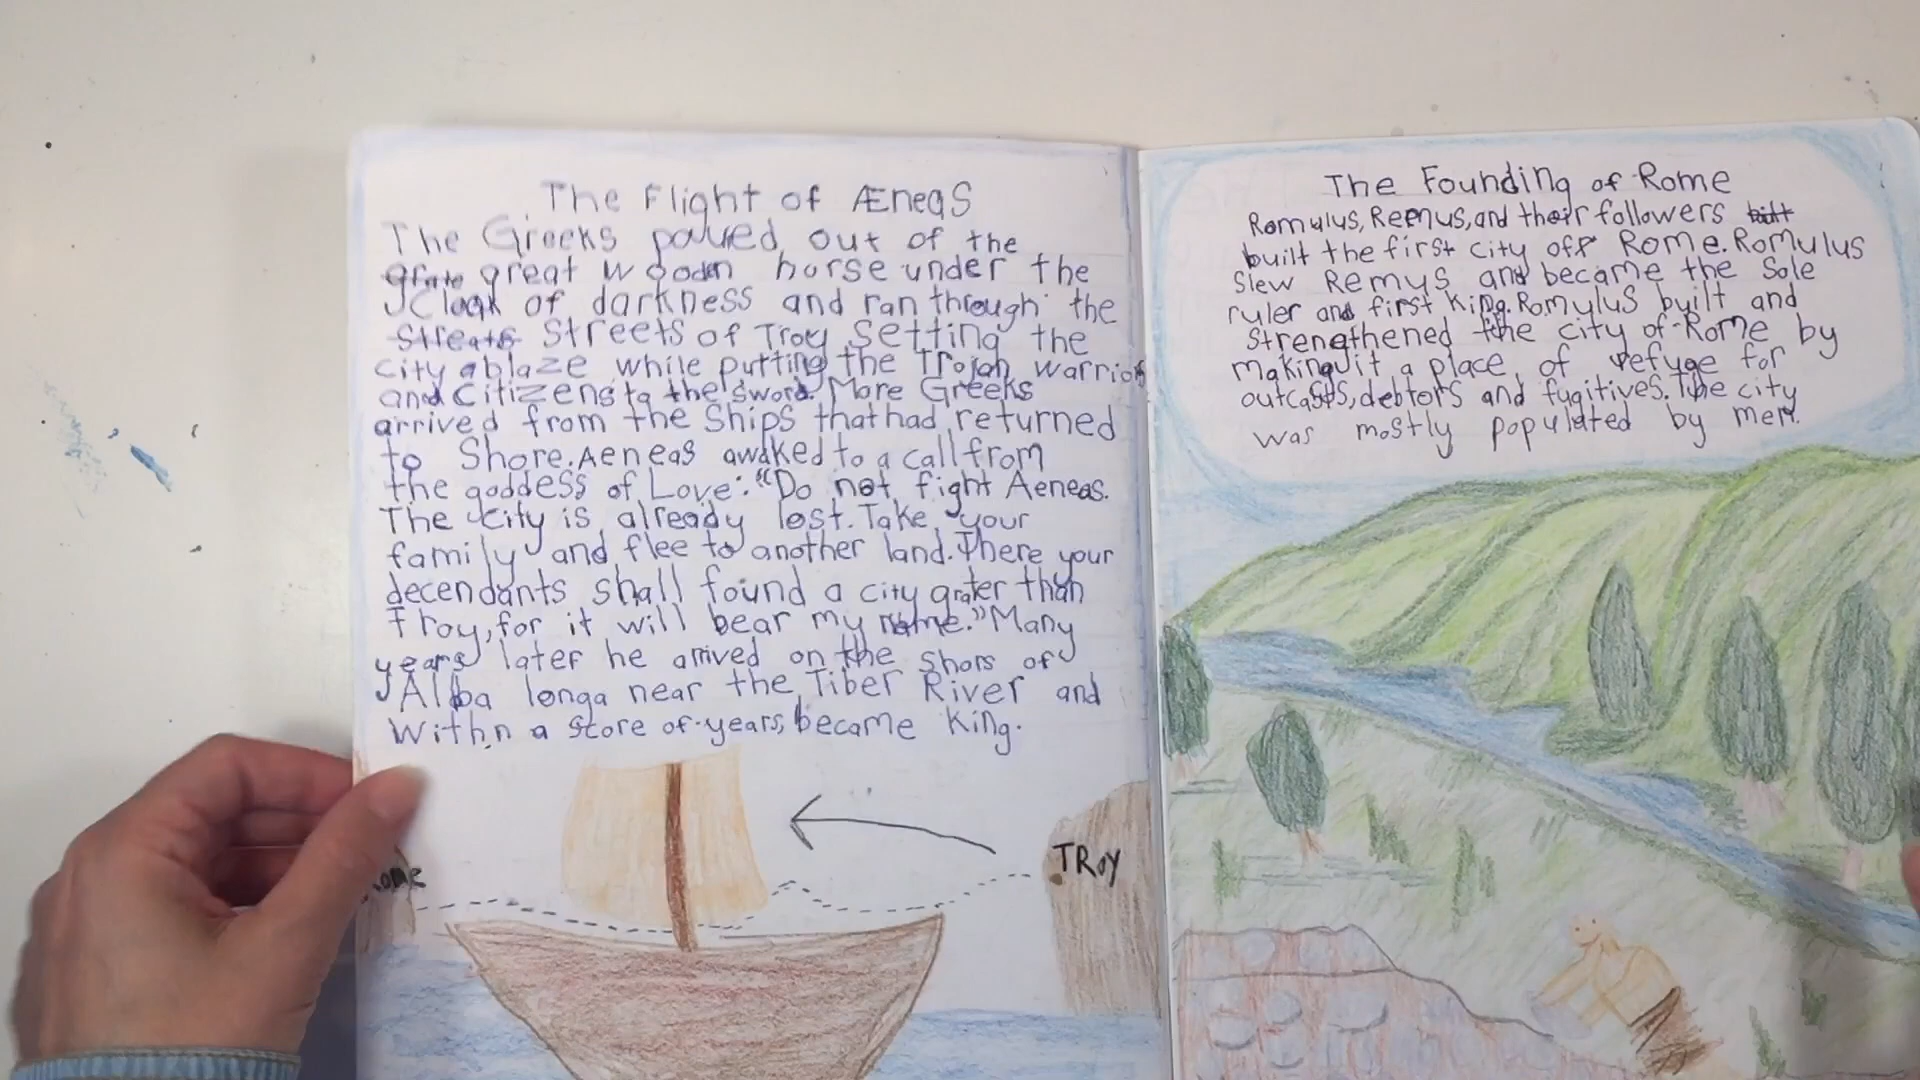 The Flight of Æneas
The Greeks poured out of the
great wooden horse under the
Cloak of darkness and ran through the
Streats Streets of Troy setting the
city ablaze while putting the Trojan warriors
and Citizens to the sword. More Greeks
arrived from the Ships that had returned
to Shore. Aeneas awaked to a call from
the goddess of Love: "Do not fight Aeneas.
The city is already lost. Take your
family and flee to another land. There your
decendants shall found a city grater than
Troy, for it will bear my name." Many
years later he arrived on the shors of
Alba longa near the Tiber River and
Within a score of years, became King.
TRoy
The Founding of Rome
Romulus, Remus, and their followers
built the first city off Rome. Romulus
Slew Remus and became the Sole
ruler and first King. Romulus built and
Strengthened the city of Rome by
making it a place of refuge for
outcasts, debtors and fugitives. The city
was mostly populated by men.